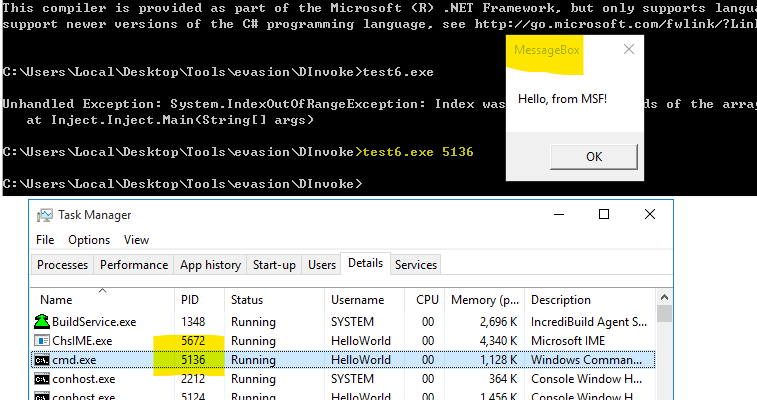 This compiler is provided as part of the Microsoft (R) .NET Framework, but only supports langua
support newer versions of the C# programming language, see http://go.microsoft.com/fwlink/?Lin
MessageBox
C:\Users\Local\Desktop\Tools\evasion\DInvoke>test6.exe
Hello, from MSF!
Unhandled Exception: System.IndexOutOfRangeException: Index was ds of the array
at Inject.Inject.Main(String[] args)
OK
C:\Users\Local\Desktop\Tools\evasion\DInvoke>test6.exe 5136
C:\Users\Local\Desktop\Tools\evasion\DInvoke>
Task Manager
File Options View
Processes Performance App history Start-up Users Details Services
Name PID Status Username CPU Memory (p... Description
BuildService.exe 1348 Running SYSTEM 00 2,696 K IncrediBuild Agent S...
ChsIME.exe 5672 Running HelloWorld 00 4,340 K Microsoft IME
cmd.exe 5136 Running HelloWorld 00 1,128 K Windows Comman...
conhost.exe 2212 Running SYSTEM 00 364 K Console Window H...
conhost.exe 5124 Running HelloWorld 00 1,456 K Console Window H...